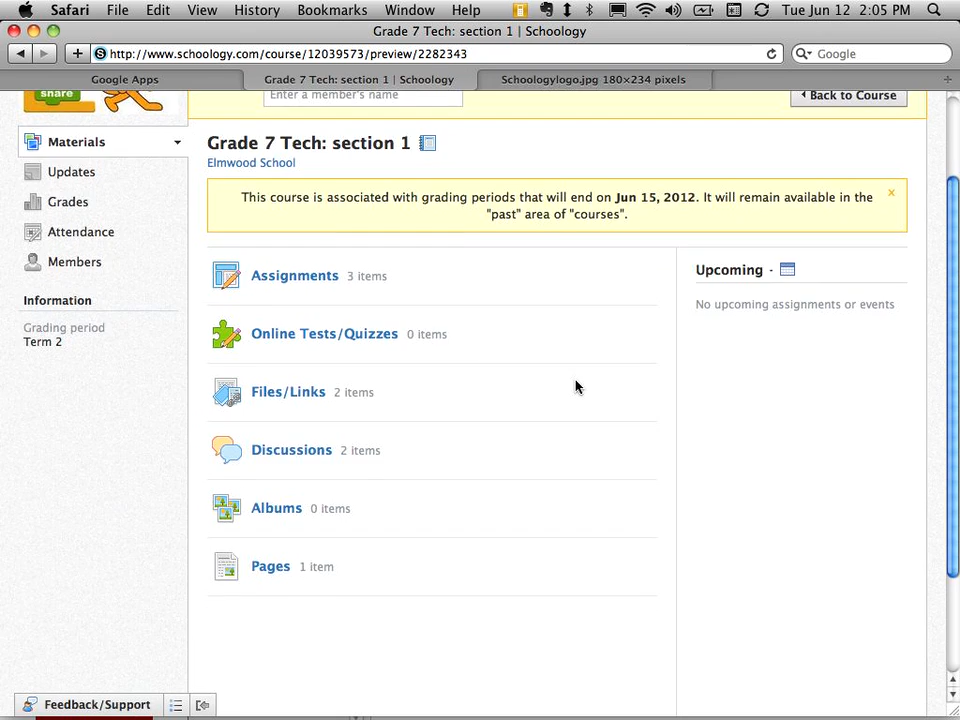 Safari File Edit View History Bookmarks Window Help Tue Jun 12 2:05 PM
Grade 7 Tech: section 1 | Schoology
http://www.schoology.com/course/12039573/preview/2282343
Google
Google Apps
Grade 7 Tech: section 1 | Schoology
Schoologylogo.jpg 180×234 pixels
share
Enter a member's name
Back to Course
Materials
Updates
Grades
Attendance
Members
Information
Grading period
Term 2
Grade 7 Tech: section 1
Elmwood School
This course is associated with grading periods that will end on Jun 15, 2012. It will remain available in the
"past" area of "courses".
Assignments 3 items
Online Tests/Quizzes 0 items
Files/Links 2 items
Discussions 2 items
Albums 0 items
Pages 1 item
Upcoming -
No upcoming assignments or events
Feedback/Support